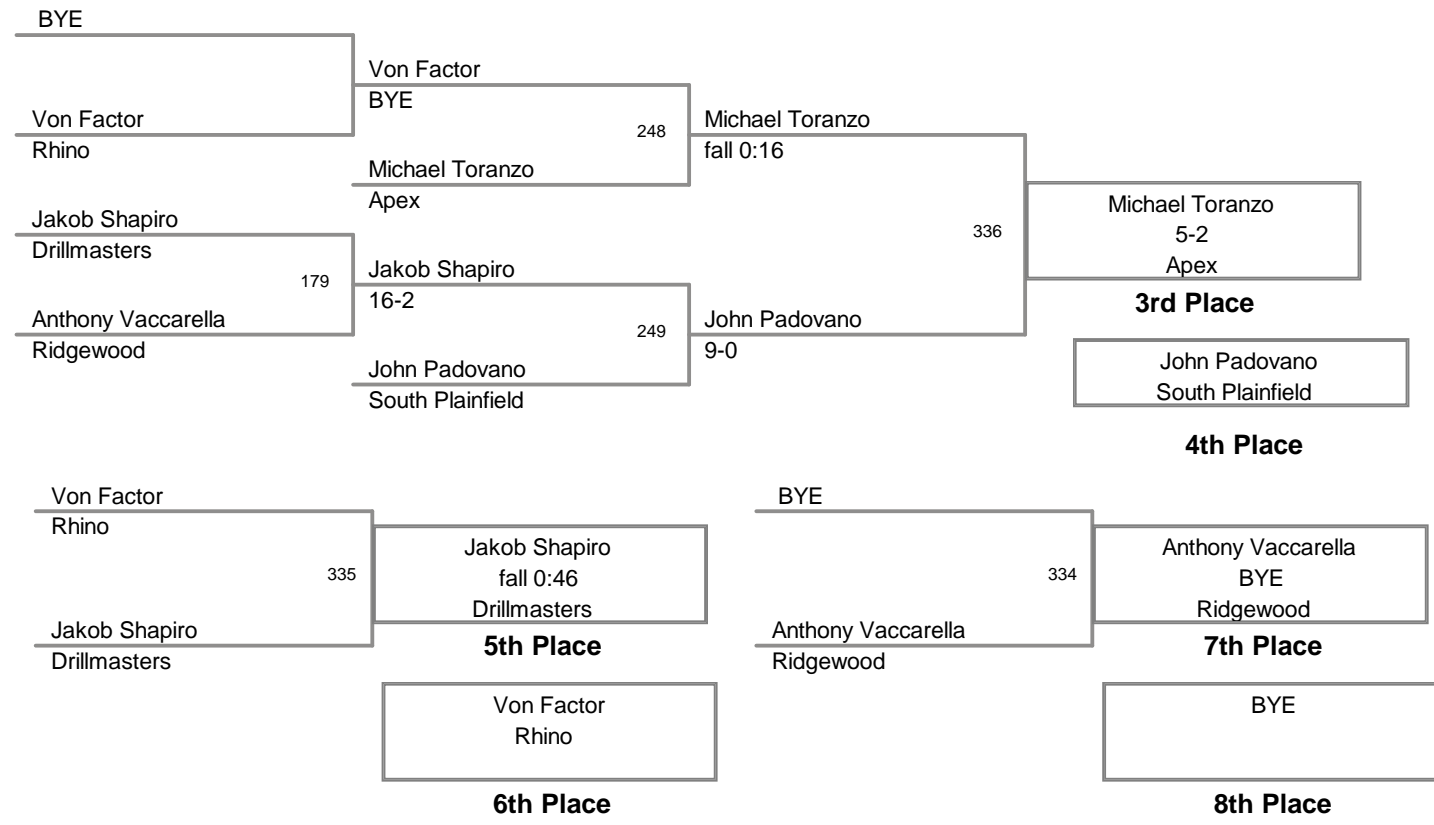 BYE
Von Factor
BYE
Von Factor
Rhino
248
Michael Toranzo
fall 0:16
Michael Toranzo
Apex
Jakob Shapiro
Drillmasters
336
Michael Toranzo
5-2
Apex
3rd Place
179
Jakob Shapiro
16-2
Anthony Vaccarella
Ridgewood
249
John Padovano
9-0
John Padovano
South Plainfield
John Padovano
South Plainfield
4th Place
Von Factor
Rhino
335
Jakob Shapiro
fall 0:46
Drillmasters
Jakob Shapiro
Drillmasters
5th Place
Von Factor
Rhino
6th Place
BYE
334
Anthony Vaccarella
BYE
Ridgewood
Anthony Vaccarella
Ridgewood
7th Place
BYE
8th Place